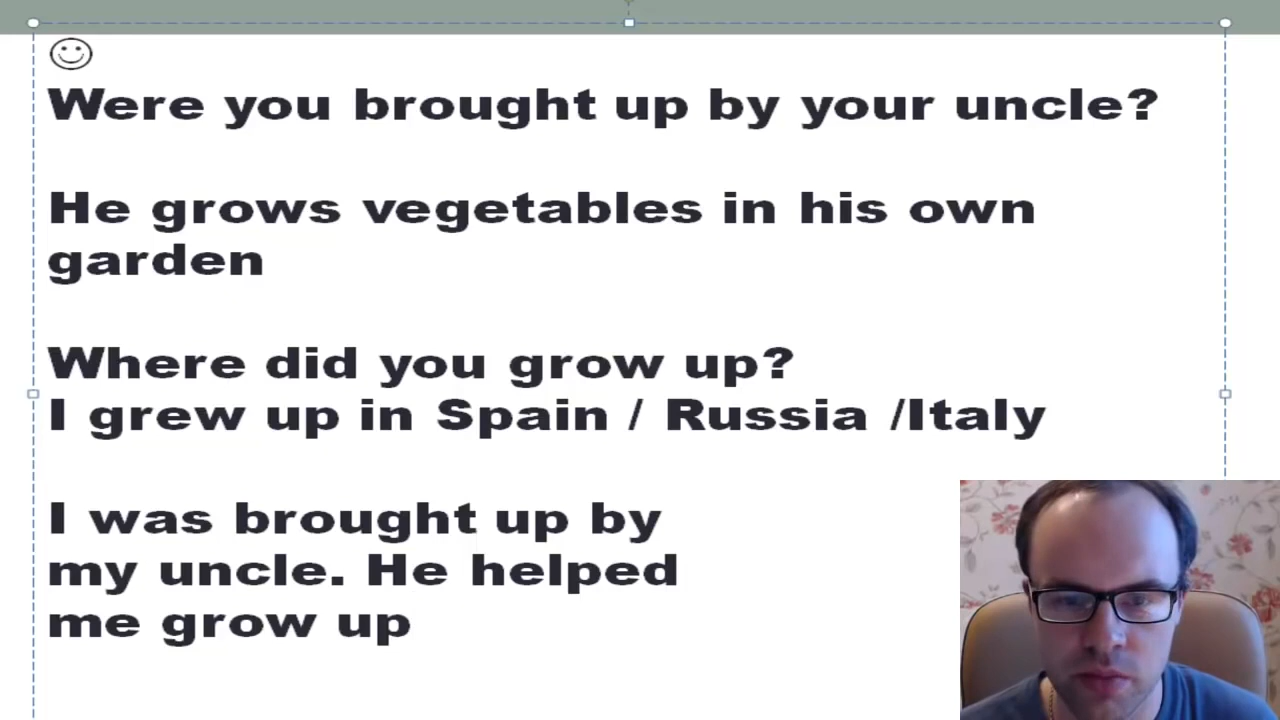 Were you brought up by your uncle?
He grows vegetables in his own
garden
Where did you grow up?
I grew up in Spain / Russia /Italy
I was brought up by
my uncle. He helped
me grow up